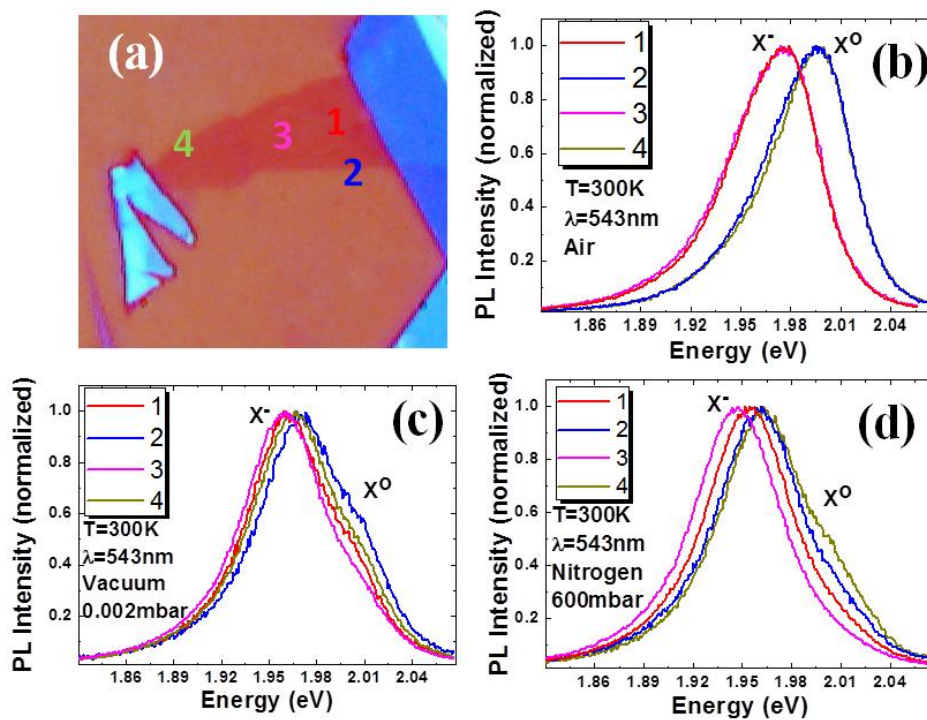 (a)
4
3
1
2
(b)
PL Intensity (normalized)
1.0
0.8
0.6
0.4
0.2
1
2
3
4
T=300K
λ=543nm
Air
X-
X0
1.86 1.89 1.92 1.95 1.98 2.01 2.04
Energy (eV)
(c)
PL Intensity (normalized)
1.0
0.8
0.6
0.4
0.2
1
2
3
4
T=300K
λ=543nm
Vacuum
0.002mbar
X-
X0
1.86 1.89 1.92 1.95 1.98 2.01 2.04
Energy (eV)
(d)
PL Intensity (normalized)
1.0
0.8
0.6
0.4
0.2
1
2
3
4
T=300K
λ=543nm
Nitrogen
600mbar
X-
X0
1.86 1.89 1.92 1.95 1.98 2.01 2.04
Energy (eV)